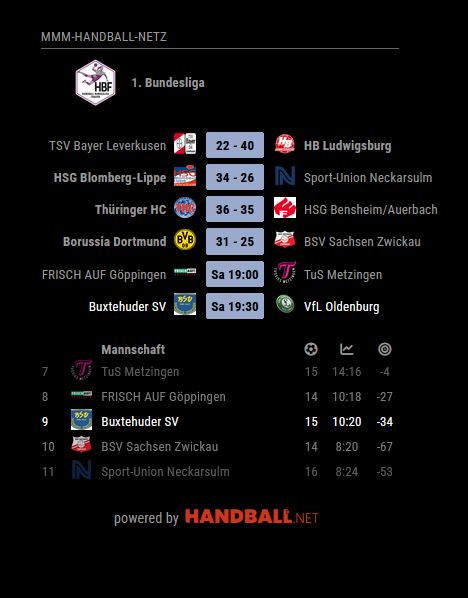 MMM-HANDBALL-NETZ
HBF 1. Bundesliga
TSV Bayer Leverkusen 22 - 40 HB Ludwigsburg
HSG Blomberg-Lippe 34 - 26 Sport-Union Neckarsulm
Thüringer HC 36 - 35 HSG Bensheim/Auerbach
Borussia Dortmund 31 - 25 BSV Sachsen Zwickau
FRISCH AUF Göppingen Sa 19:00 TuS Metzingen
Buxtehuder SV Sa 19:30 VfL Oldenburg
Mannschaft
7 TuS Metzingen 15 14:16 -4
8 FRISCH AUF Göppingen 14 10:18 -27
9 Buxtehuder SV 15 10:20 -34
10 BSV Sachsen Zwickau 14 8:20 -67
11 Sport-Union Neckarsulm 16 8:24 -53
powered by HANDBALL.NET